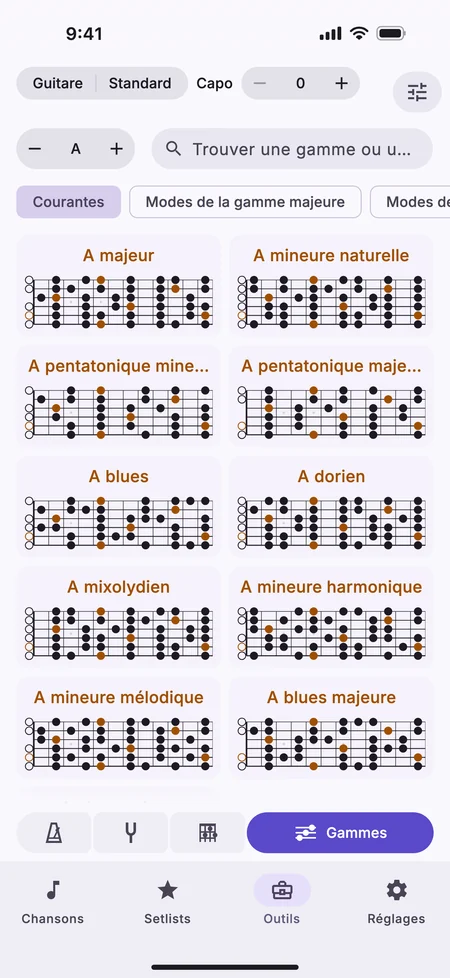 9:41
Guitare Standard Capo − 0 +
− A + Trouver une gamme ou u...
Courantes Modes de la gamme majeure Modes de
A majeur A mineure naturelle
A pentatonique mine... A pentatonique maje...
A blues A dorien
A mixolydien A mineure harmonique
A mineure mélodique A blues majeure
Gammes
Chansons Setlists Outils Réglages